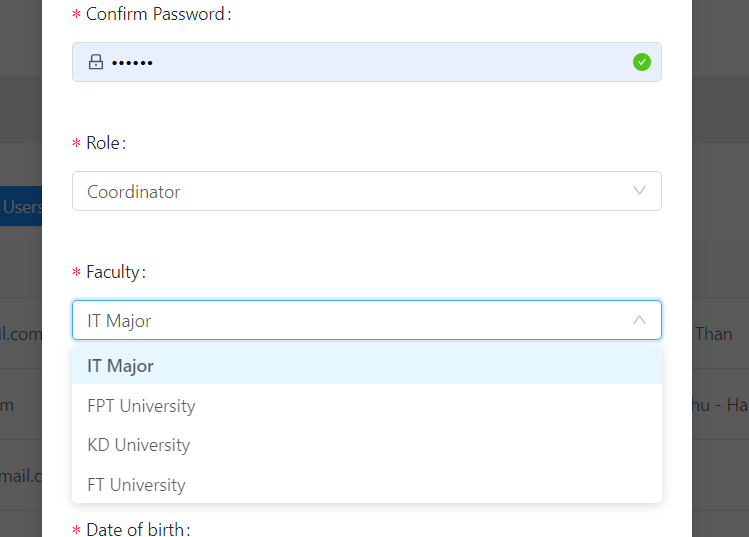 * Confirm Password:
••••••
* Role:
Coordinator
Users
* Faculty:
IT Major
il.com
Than
IT Major
FPT University
m
hu - Ha
KD University
mail.c
FT University
* Date of birth: